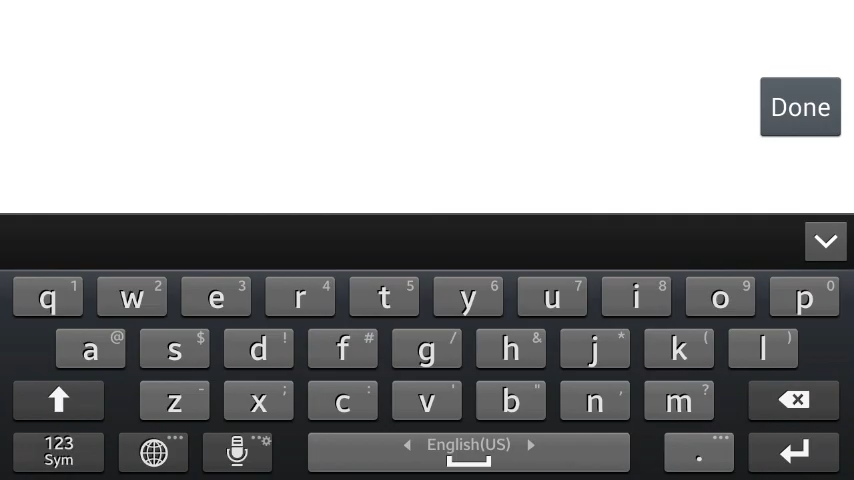 Done
q 1 w 2 e 3 r 4 t 5 y 6 u 7 i 8 o 9 p 0
a @ s $ d ! f # g / h & j * k ( l )
z - x ; c : v ' b " n , m ?
123 Sym English(US) .